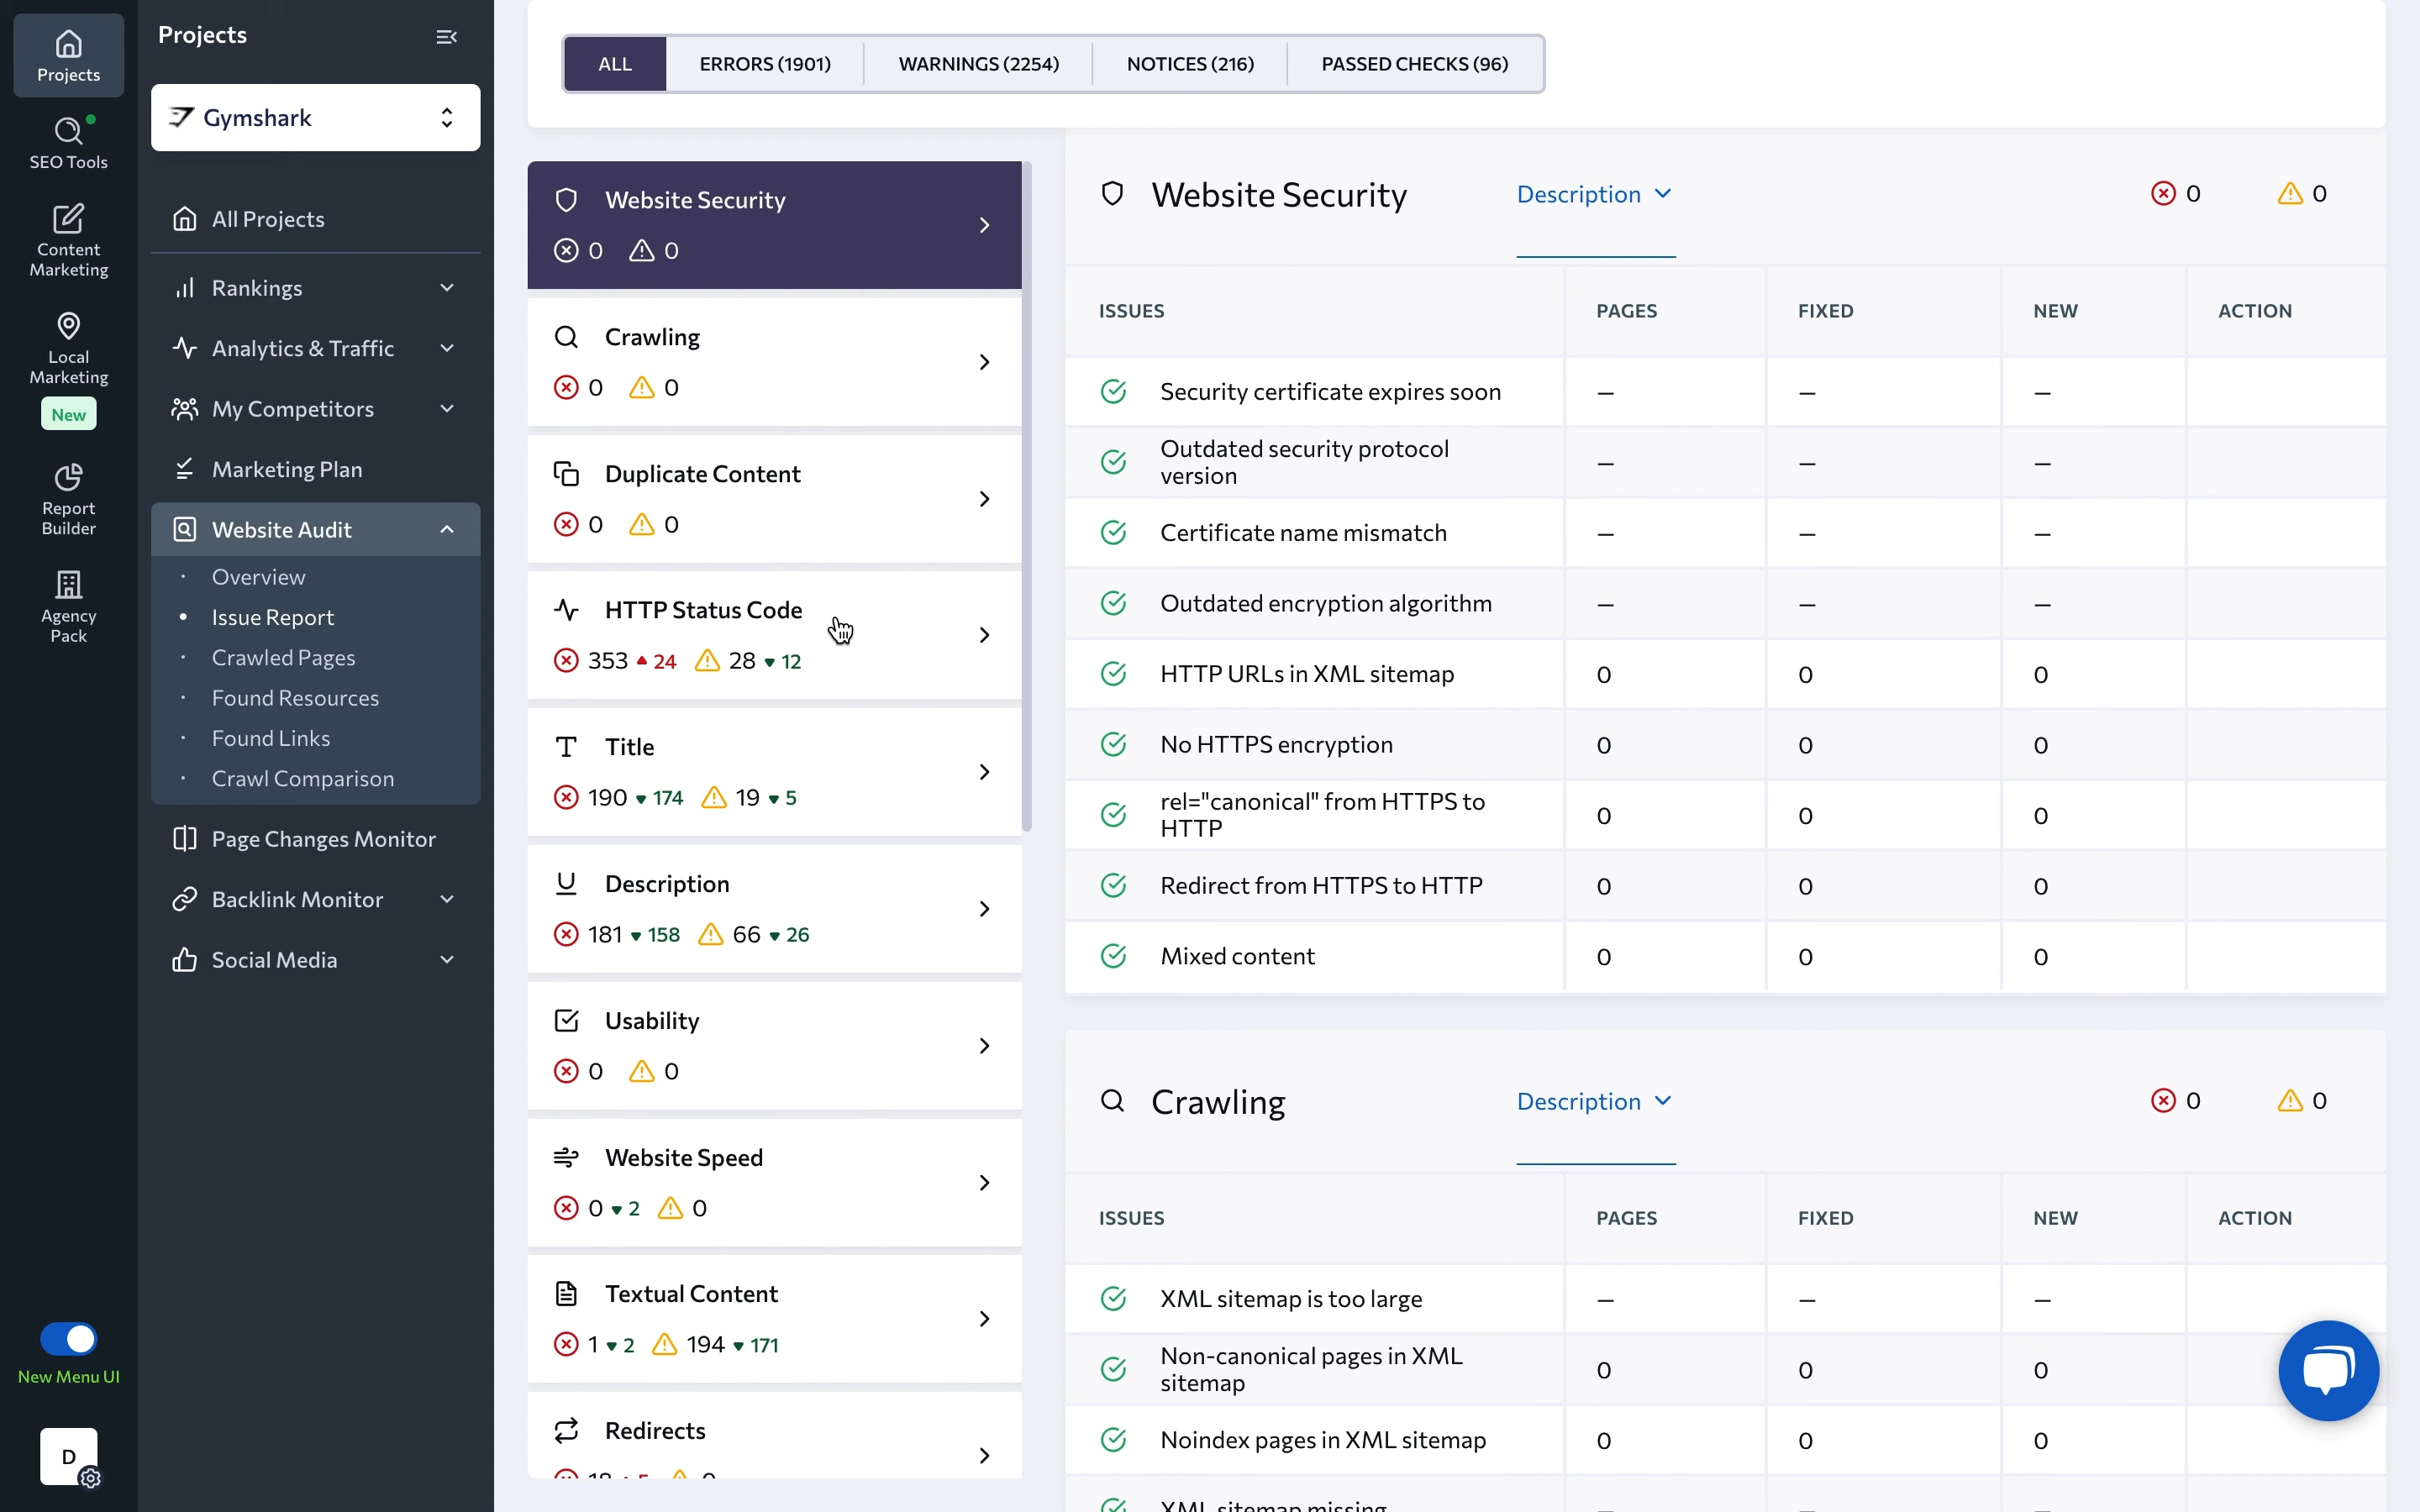 Projects
SEO Tools
Content
Marketing
Local
Marketing
New
Report
Builder
Agency
Pack
New Menu UI
D
Projects
Gymshark
All Projects
Rankings
Analytics & Traffic
My Competitors
Marketing Plan
Website Audit
Overview
Issue Report
Crawled Pages
Found Resources
Found Links
Crawl Comparison
Page Changes Monitor
Backlink Monitor
Social Media
ALL ERRORS (1901) WARNINGS (2254) NOTICES (216) PASSED CHECKS (96)
Website Security
0 0
Crawling
0 0
Duplicate Content
0 0
HTTP Status Code
353 24 28 12
Title
190 174 19 5
Description
181 158 66 26
Usability
0 0
Website Speed
0 2 0
Textual Content
1 2 194 171
Redirects
18 5 0
Website Security Description 0 0
ISSUES PAGES FIXED NEW ACTION
Security certificate expires soon – – –
Outdated security protocol
version – – –
Certificate name mismatch – – –
Outdated encryption algorithm – – –
HTTP URLs in XML sitemap 0 0 0
No HTTPS encryption 0 0 0
rel="canonical" from HTTPS to
HTTP 0 0 0
Redirect from HTTPS to HTTP 0 0 0
Mixed content 0 0 0
Crawling Description 0 0
ISSUES PAGES FIXED NEW ACTION
XML sitemap is too large – – –
Non-canonical pages in XML
sitemap 0 0 0
Noindex pages in XML sitemap 0 0 0
XML sitemap missing – – –